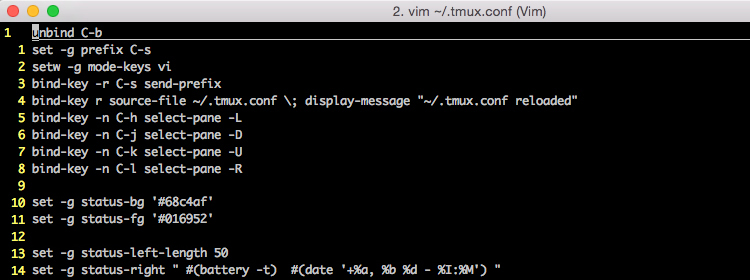 2. vim ~/.tmux.conf (Vim)
1 unbind C-b
1 set -g prefix C-s
2 setw -g mode-keys vi
3 bind-key -r C-s send-prefix
4 bind-key r source-file ~/.tmux.conf \; display-message "~/.tmux.conf reloaded"
5 bind-key -n C-h select-pane -L
6 bind-key -n C-j select-pane -D
7 bind-key -n C-k select-pane -U
8 bind-key -n C-l select-pane -R
9
10 set -g status-bg '#68c4af'
11 set -g status-fg '#016952'
12
13 set -g status-left-length 50
14 set -g status-right " #(battery -t)  #(date '+%a, %b %d - %I:%M') "